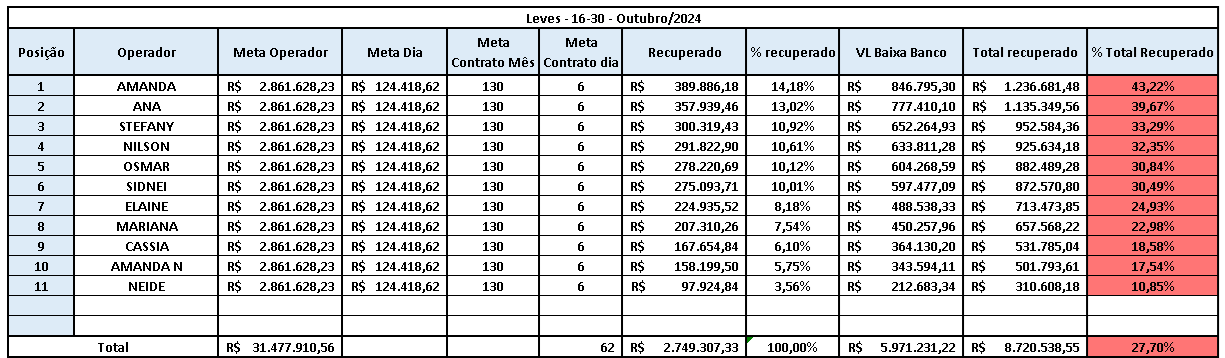 Leves - 16-30 - Outubro/2024
Posição Operador Meta Operador Meta Dia Meta Contrato Mês Meta Contrato dia Recuperado % recuperado VL Baixa Banco Total recuperado % Total Recuperado
1 AMANDA R$ 2.861.628,23 R$ 124.418,62 130 6 R$ 389.886,18 14,18% R$ 846.795,30 R$ 1.236.681,48 43,22%
2 ANA R$ 2.861.628,23 R$ 124.418,62 130 6 R$ 357.939,46 13,02% R$ 777.410,10 R$ 1.135.349,56 39,67%
3 STEFANY R$ 2.861.628,23 R$ 124.418,62 130 6 R$ 300.319,43 10,92% R$ 652.264,93 R$ 952.584,36 33,29%
4 NILSON R$ 2.861.628,23 R$ 124.418,62 130 6 R$ 291.822,90 10,61% R$ 633.811,28 R$ 925.634,18 32,35%
5 OSMAR R$ 2.861.628,23 R$ 124.418,62 130 6 R$ 278.220,69 10,12% R$ 604.268,59 R$ 882.489,28 30,84%
6 SIDNEI R$ 2.861.628,23 R$ 124.418,62 130 6 R$ 275.093,71 10,01% R$ 597.477,09 R$ 872.570,80 30,49%
7 ELAINE R$ 2.861.628,23 R$ 124.418,62 130 6 R$ 224.935,52 8,18% R$ 488.538,33 R$ 713.473,85 24,93%
8 MARIANA R$ 2.861.628,23 R$ 124.418,62 130 6 R$ 207.310,26 7,54% R$ 450.257,96 R$ 657.568,22 22,98%
9 CASSIA R$ 2.861.628,23 R$ 124.418,62 130 6 R$ 167.654,84 6,10% R$ 364.130,20 R$ 531.785,04 18,58%
10 AMANDA N R$ 2.861.628,23 R$ 124.418,62 130 6 R$ 158.199,50 5,75% R$ 343.594,11 R$ 501.793,61 17,54%
11 NEIDE R$ 2.861.628,23 R$ 124.418,62 130 6 R$ 97.924,84 3,56% R$ 212.683,34 R$ 310.608,18 10,85%
Total R$ 31.477.910,56 62 R$ 2.749.307,33 100,00% R$ 5.971.231,22 R$ 8.720.538,55 27,70%